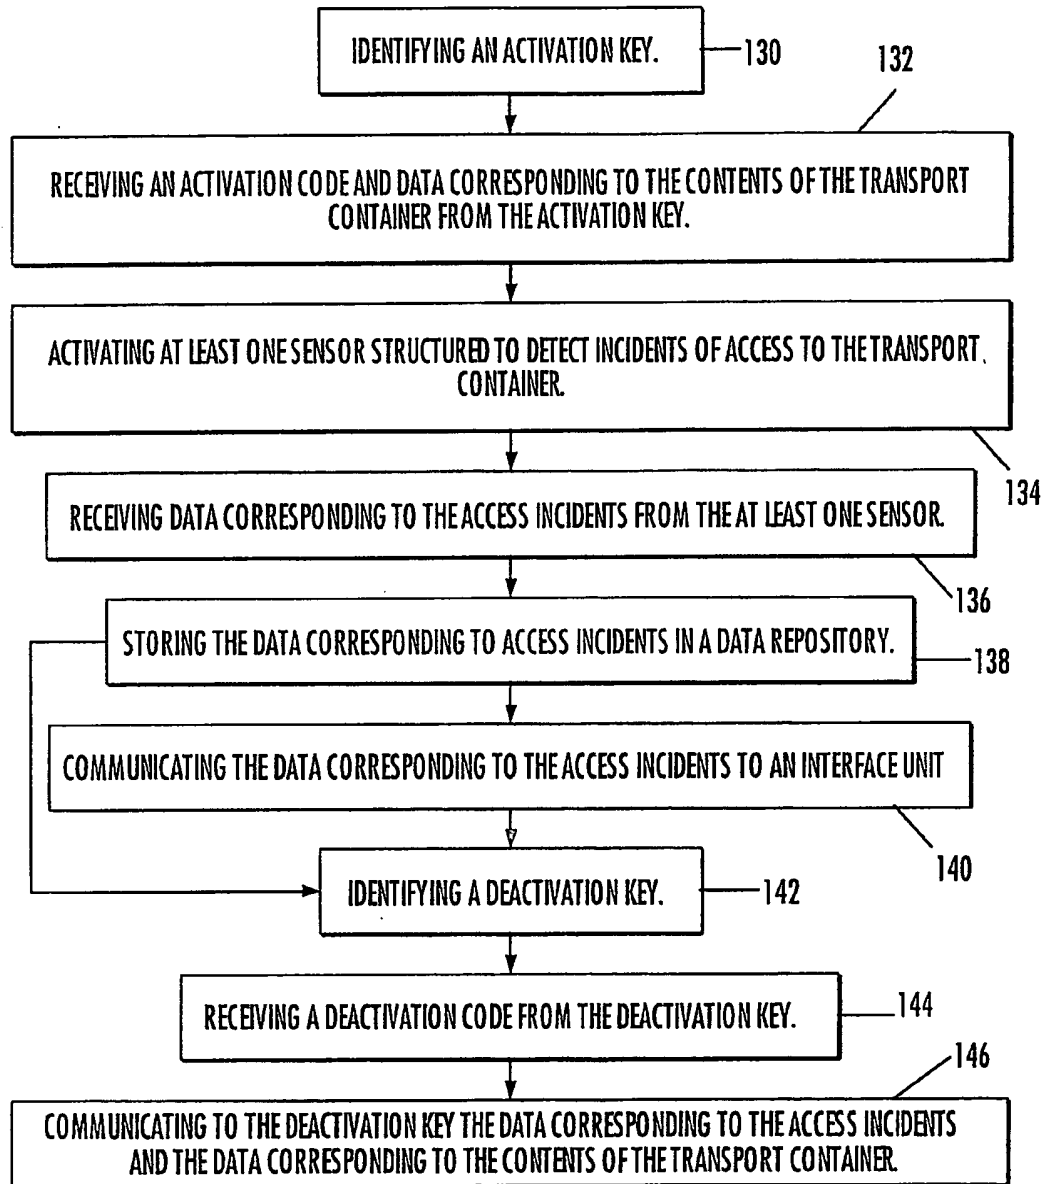 IDENTIFYING AN ACTIVATION KEY.
130
132
RECEIVING AN ACTIVATION CODE AND DATA CORRESPONDING TO THE CONTENTS OF THE TRANSPORT
CONTAINER FROM THE ACTIVATION KEY.
ACTIVATING AT LEAST ONE SENSOR STRUCTURED TO DETECT INCIDENTS OF ACCESS TO THE TRANSPORT
CONTAINER.
134
RECEIVING DATA CORRESPONDING TO THE ACCESS INCIDENTS FROM THE AT LEAST ONE SENSOR.
136
STORING THE DATA CORRESPONDING TO ACCESS INCIDENTS IN A DATA REPOSITORY.
138
COMMUNICATING THE DATA CORRESPONDING TO THE ACCESS INCIDENTS TO AN INTERFACE UNIT
140
IDENTIFYING A DEACTIVATION KEY.
142
RECEIVING A DEACTIVATION CODE FROM THE DEACTIVATION KEY.
144
146
COMMUNICATING TO THE DEACTIVATION KEY THE DATA CORRESPONDING TO THE ACCESS INCIDENTS
AND THE DATA CORRESPONDING TO THE CONTENTS OF THE TRANSPORT CONTAINER.